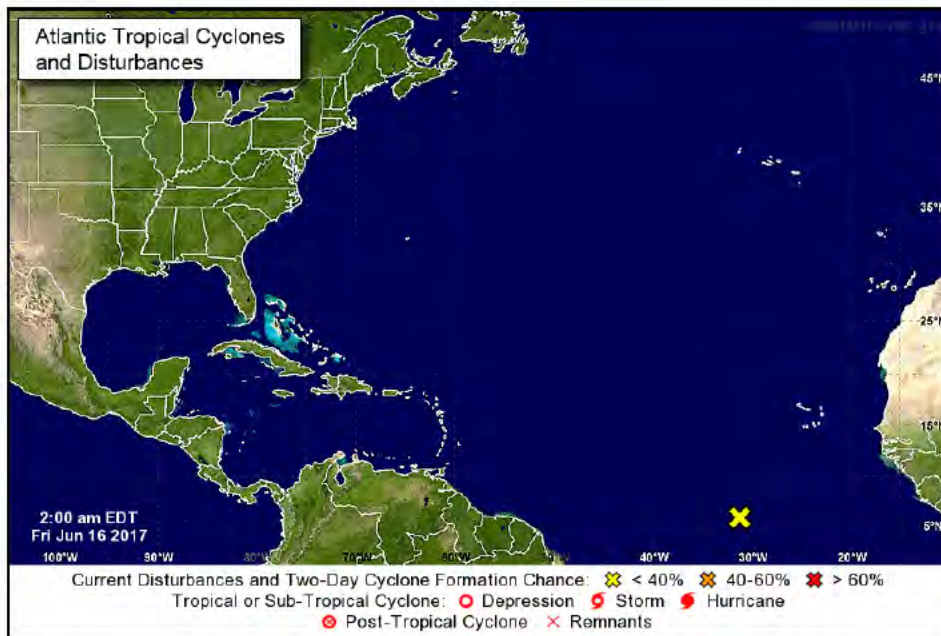 Atlantic Tropical Cyclones
and Disturbances
45°N
35°N
25°N
15°N
5°N
2:00 am EDT
Fri Jun 16 2017
100°W 90°W 80°W 70°W 60°W 40°W 30°W 20°W
Current Disturbances and Two-Day Cyclone Formation Chance: < 40% 40-60% > 60%
Tropical or Sub-Tropical Cyclone: Depression Storm Hurricane
Post-Tropical Cyclone Remnants